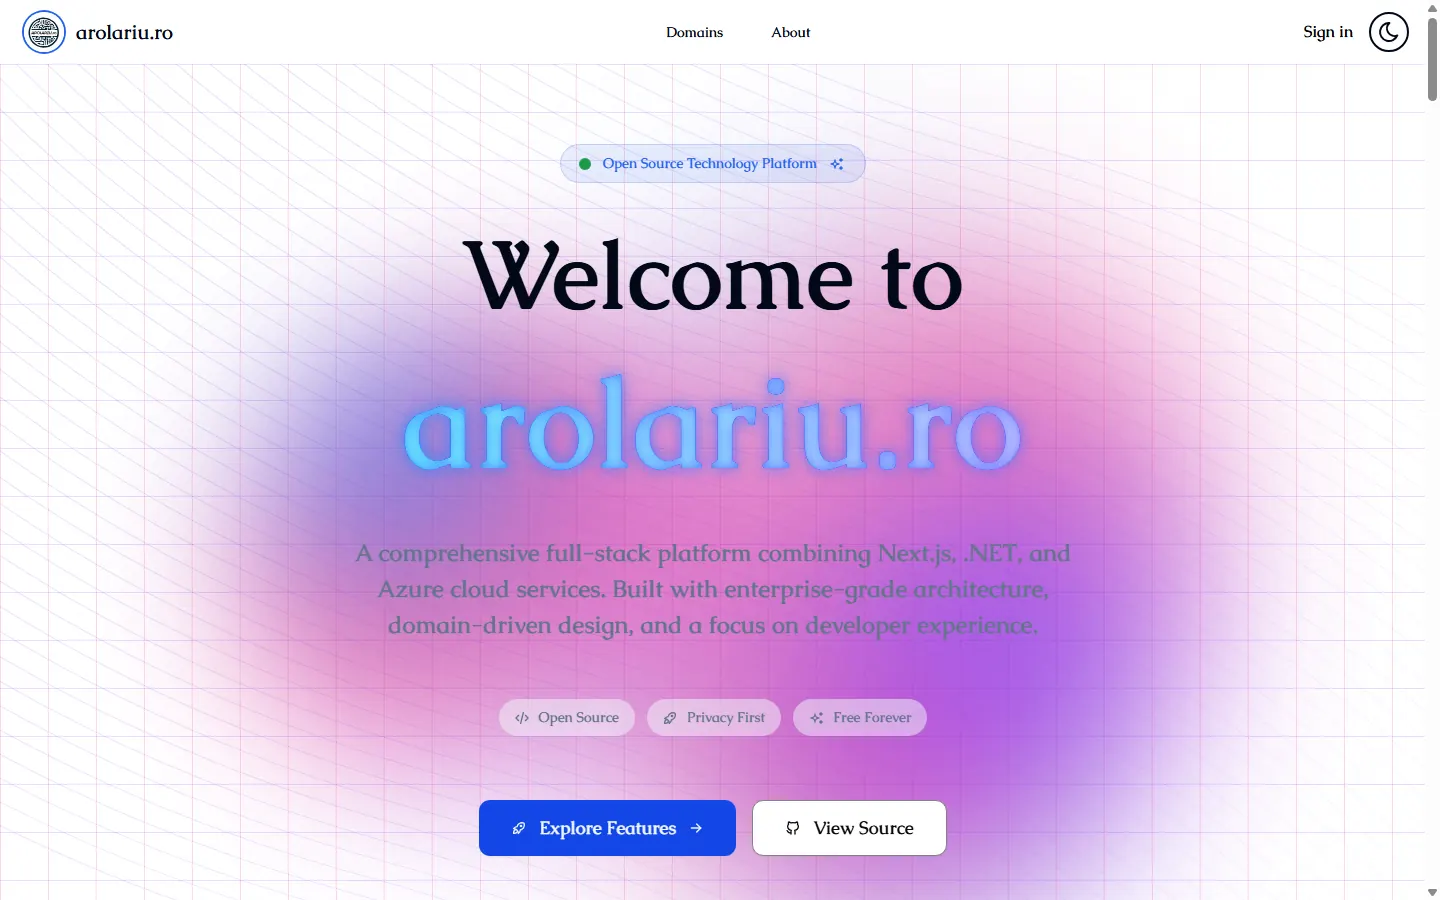 arolariu.ro
Domains
About
Sign in
Open Source Technology Platform
Welcome to
arolariu.ro
A comprehensive full-stack platform combining Next.js, .NET, and
Azure cloud services. Built with enterprise-grade architecture,
domain-driven design, and a focus on developer experience.
Open Source
Privacy First
Free Forever
Explore Features
View Source